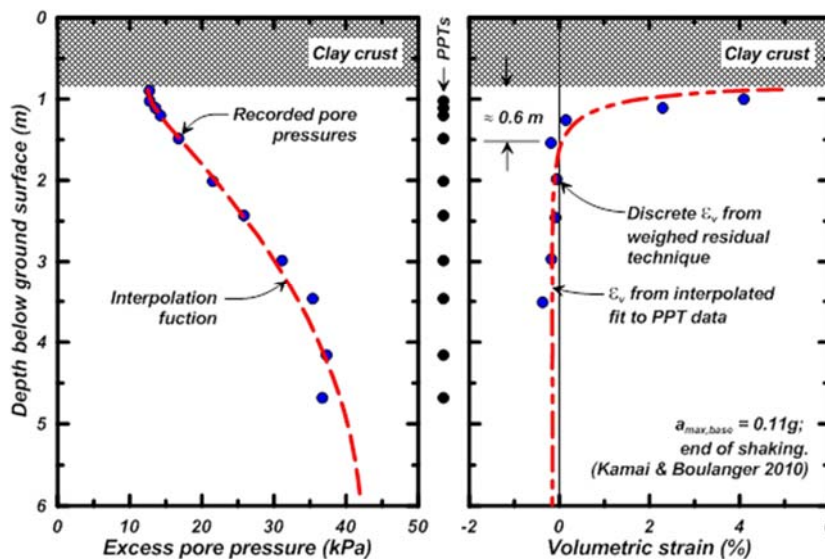 0
1
2
3
4
5
6
Depth below ground surface (m)
Clay crust
Recorded pore
pressures
Interpolation
fuction
0
10
20
30
40
50
Excess pore pressure (kPa)
PPTs
Clay crust
≈ 0.6 m
Discrete εv from
weighed residual
technique
εv from interpolated
fit to PPT data
amax,base = 0.11g;
end of shaking.
(Kamai & Boulanger 2010)
-2
0
2
4
Volumetric strain (%)